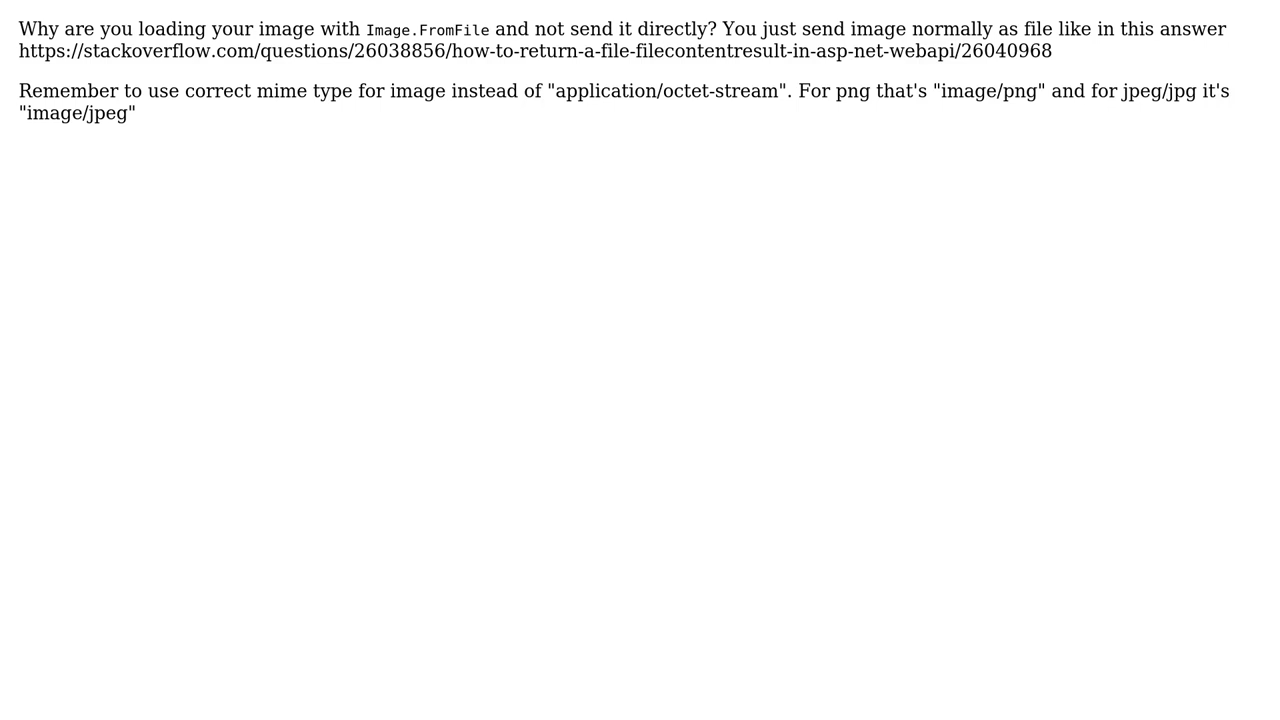 Why are you loading your image with Image.FromFile and not send it directly? You just send image normally as file like in this answer
https://stackoverflow.com/questions/26038856/how-to-return-a-file-filecontentresult-in-asp-net-webapi/26040968
Remember to use correct mime type for image instead of "application/octet-stream". For png that's "image/png" and for jpeg/jpg it's
"image/jpeg"